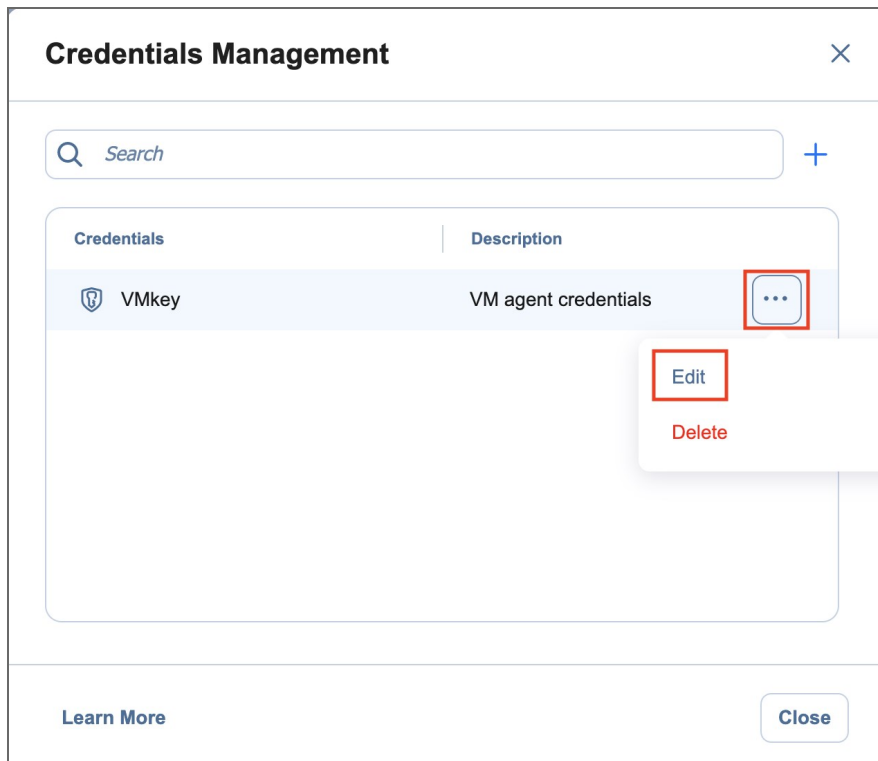 Credentials Management
Search
Credentials Description
VMkey VM agent credentials
Edit
Delete
Learn More Close